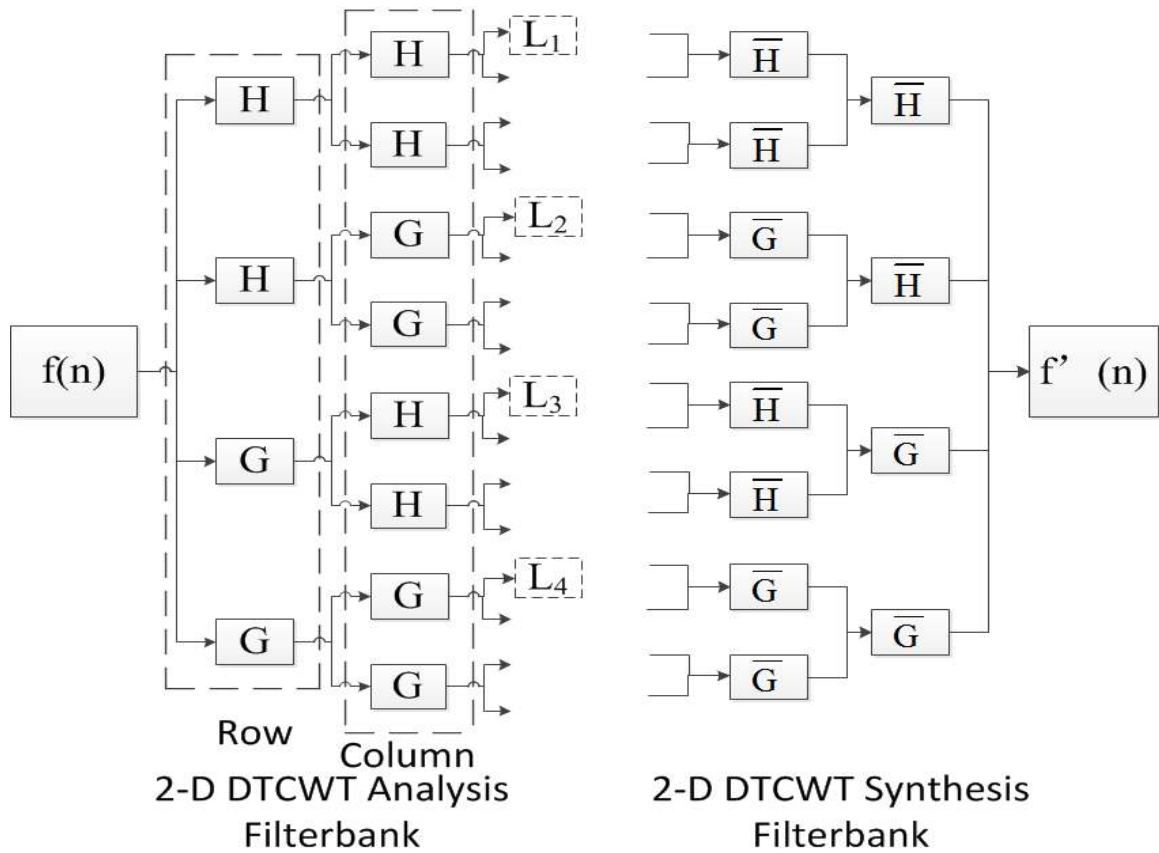 f(n)
H
H
G
G
H
H
G
G
H
H
G
G
L₁
L₂
L₃
L₄
Row
Column
2-D DTCWT Analysis
Filterbank
H̅
H̅
G̅
G̅
H̅
H̅
G̅
G̅
H̅
H̅
G̅
G̅
f’ (n)
2-D DTCWT Synthesis
Filterbank